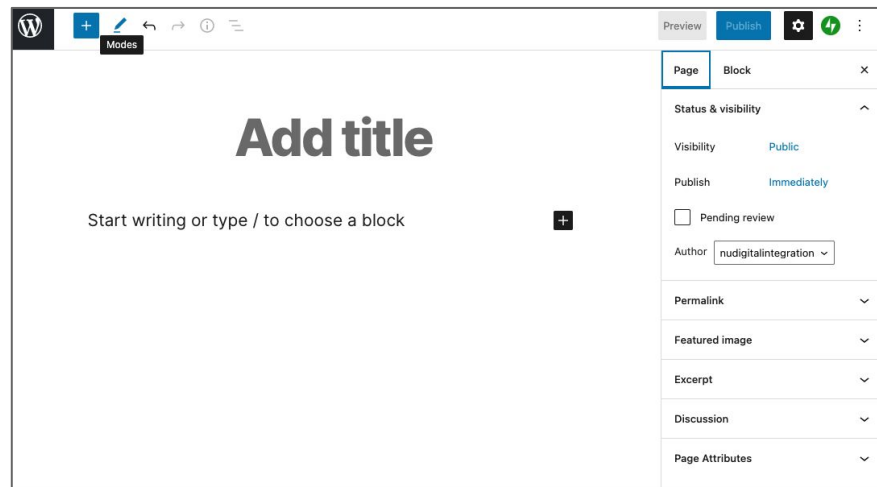 Preview
Publish
Modes
Page
Block
Status & visibility
Add title
Visibility
Public
Publish
Immediately
Start writing or type / to choose a block
Pending review
Author
nudigitalintegration
Permalink
Featured image
Excerpt
Discussion
Page Attributes